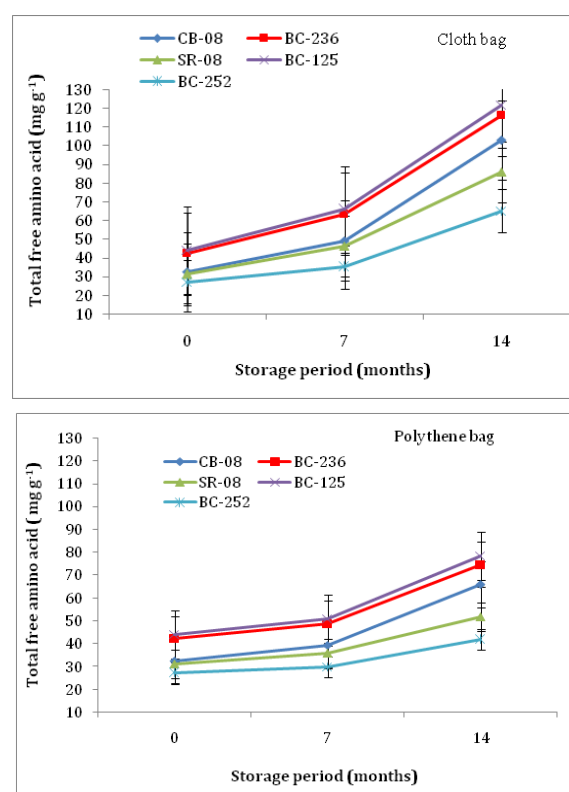 CB-08 BC-236 Cloth bag
SR-08 BC-125
BC-252
Total free amino acid (mg g-1)
130
120
110
100
90
80
70
60
50
40
30
20
10
0 7 14
Storage period (months)
Polythene bag
CB-08 BC-236
SR-08 BC-125
BC-252
Total free amino acid ( mg g-1)
130
120
110
100
90
80
70
60
50
40
30
20
10
0 7 14
Storage period (months)